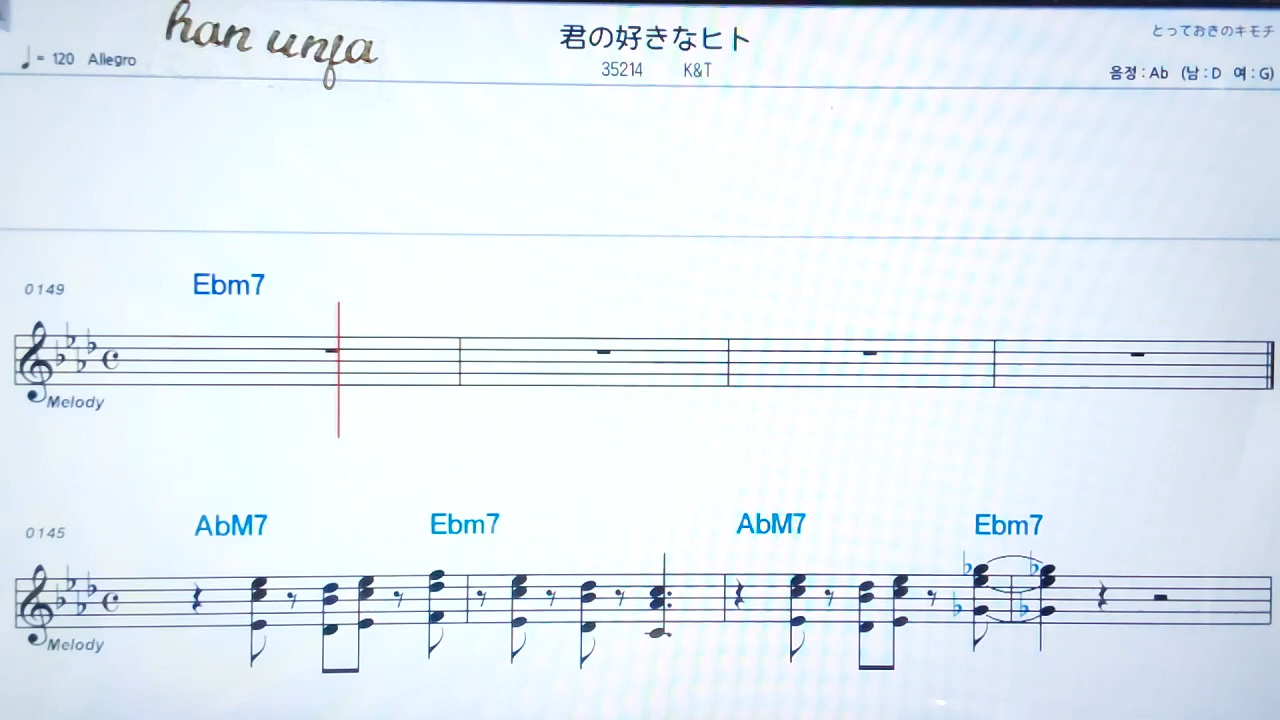 han unfa
君の好きなヒト
とっておきのキモチ
= 120 Allegro
35214 K&T
음정 : Ab (남 : D 여 : G)
0149
Ebm7
Melody
0145
AbM7 Ebm7 AbM7 Ebm7
Melody